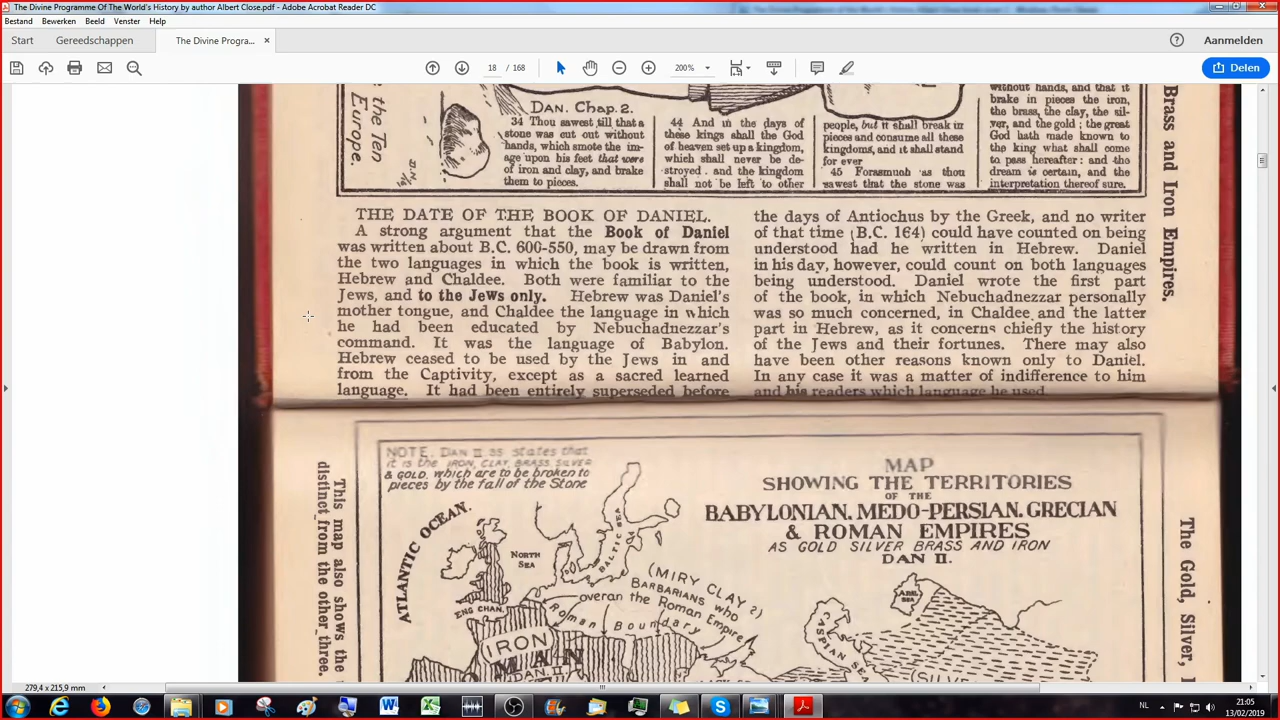 The Divine Programme Of The World's History by author Albert Close.pdf - Adobe Acrobat Reader DC
Bestand Bewerken Beeld Venster Help
Start Gereedschappen The Divine Progra... × Aanmelden
18 / 168 200% Delen
the Ten
Europe.
DAN. Chap. 2.
34 Thou sawest till that a
stone was cut out without
hands, which smote the im-
age upon his feet that were
of iron and clay, and brake
them to pieces.
44 And in the days of
these kings shall the God
of heaven set up a kingdom,
which shall never be de-
stroyed. and the kingdom
shall not be left to other
people, but it shall break in
pieces and consume all these
kingdoms, and it shall stand
for ever
45 Forasmuch as thou
sawest that the stone was
without hands, and that it
brake in pieces the iron,
the brass, the clay, the sil-
ver, and the gold; the great
God hath made known to
the king what shall come
to pass hereafter: and the
dream is certain, and the
interpretation thereof sure.
Brass and Iron Empires.
THE DATE OF THE BOOK OF DANIEL.
A strong argument that the Book of Daniel
was written about B.C. 600-550, may be drawn from
the two languages in which the book is written,
Hebrew and Chaldee. Both were familiar to the
Jews, and to the Jews only. Hebrew was Daniel's
mother tongue, and Chaldee the language in which
he had been educated by Nebuchadnezzar's
command. It was the language of Babylon.
Hebrew ceased to be used by the Jews in and
from the Captivity, except as a sacred learned
language. It had been entirely superseded before
the days of Antiochus by the Greek, and no writer
of that time (B.C. 164) could have counted on being
understood had he written in Hebrew. Daniel
in his day, however, could count on both languages
being understood. Daniel wrote the first part
of the book, in which Nebuchadnezzar personally
was so much concerned, in Chaldee and the latter
part in Hebrew, as it concerns chiefly the history
of the Jews and their fortunes. There may also
have been other reasons known only to Daniel.
In any case it was a matter of indifference to him
and his readers which language he used.
NOTE. DAN II 35 states that
it is the IRON, CLAY, BRASS SILVER
& GOLD, which are to be broken to
pieces by the fall of the Stone
MAP
SHOWING THE TERRITORIES
OF THE
BABYLONIAN, MEDO-PERSIAN, GRECIAN
& ROMAN EMPIRES
AS GOLD SILVER BRASS AND IRON
DAN II.
This map also shows the
distinct from the other three.
The Gold, Silver,
ATLANTIC OCEAN.
NORTH
SEA
BALTIC SEA
ENG CHAN.
(MIRY CLAY ?)
BARBARIANS who
overan the Roman Empire
Roman Boundary
ARAL
SEA
CASPIAN SEA
IRON
MAN
DAN II
279,4 x 215,9 mm
NL 21:05
13/02/2019